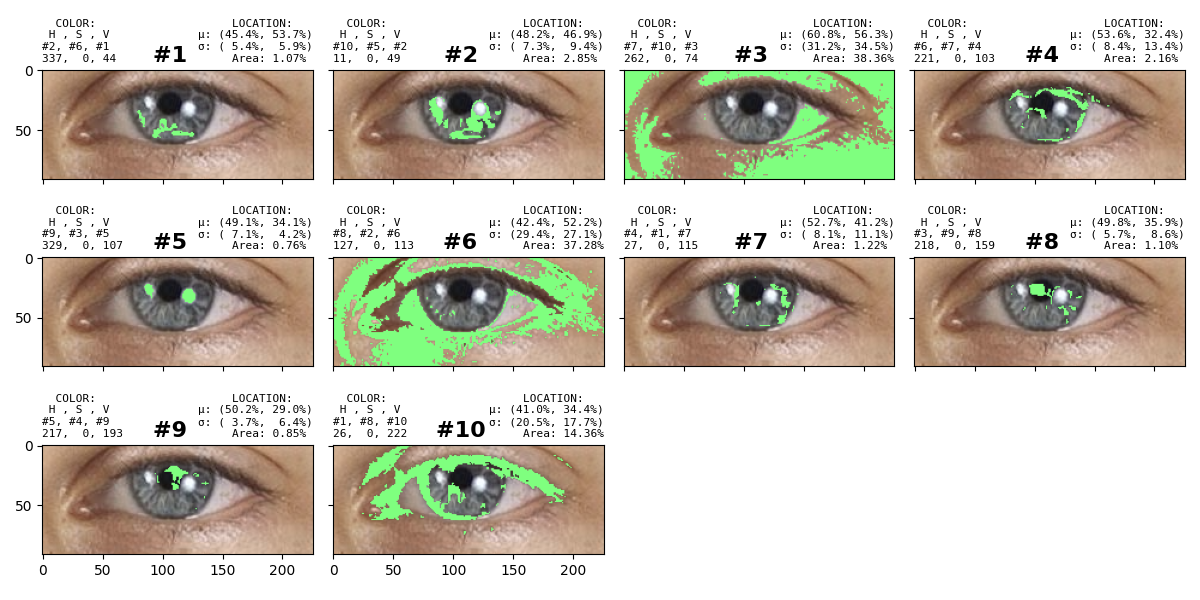 COLOR: LOCATION:
H , S , V μ: (45.4%, 53.7%)
#2, #6, #1 σ: ( 5.4%, 5.9%)
337, 0, 44 #1 Area: 1.07%
COLOR: LOCATION:
H , S , V μ: (48.2%, 46.9%)
#10, #5, #2 σ: ( 7.3%, 9.4%)
11, 0, 49 #2 Area: 2.85%
COLOR: LOCATION:
H , S , V μ: (60.8%, 56.3%)
#7, #10, #3 σ: (31.2%, 34.5%)
262, 0, 74 #3 Area: 38.36%
COLOR: LOCATION:
H , S , V μ: (53.6%, 32.4%)
#6, #7, #4 σ: ( 8.4%, 13.4%)
221, 0, 103 #4 Area: 2.16%
0
50
COLOR: LOCATION:
H , S , V μ: (49.1%, 34.1%)
#9, #3, #5 σ: ( 7.1%, 4.2%)
329, 0, 107 #5 Area: 0.76%
COLOR: LOCATION:
H , S , V μ: (42.4%, 52.2%)
#8, #2, #6 σ: (29.4%, 27.1%)
127, 0, 113 #6 Area: 37.28%
COLOR: LOCATION:
H , S , V μ: (52.7%, 41.2%)
#4, #1, #7 σ: ( 8.1%, 11.1%)
27, 0, 115 #7 Area: 1.22%
COLOR: LOCATION:
H , S , V μ: (49.8%, 35.9%)
#3, #9, #8 σ: ( 5.7%, 8.6%)
218, 0, 159 #8 Area: 1.10%
0
50
COLOR: LOCATION:
H , S , V μ: (50.2%, 29.0%)
#5, #4, #9 σ: ( 3.7%, 6.4%)
217, 0, 193 #9 Area: 0.85%
COLOR: LOCATION:
H , S , V μ: (41.0%, 34.4%)
#1, #8, #10 σ: (20.5%, 17.7%)
26, 0, 222 #10 Area: 14.36%
0
50
0 50 100 150 200
0 50 100 150 200